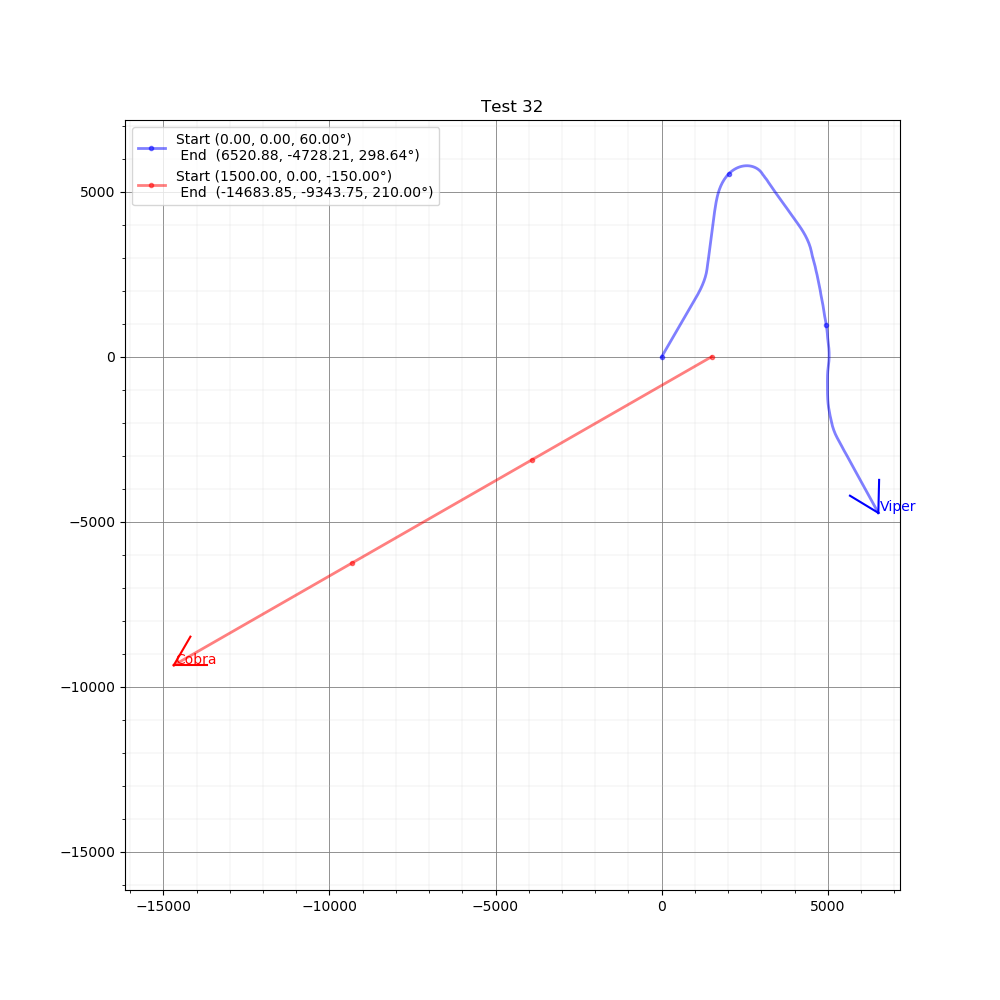 Test 32
Start (0.00, 0.00, 60.00°)
End  (6520.88, -4728.21, 298.64°)
Start (1500.00, 0.00, -150.00°)
End  (-14683.85, -9343.75, 210.00°)
5000
0
−5000
−10000
−15000
Viper
Cobra
−15000
−10000
−5000
0
5000